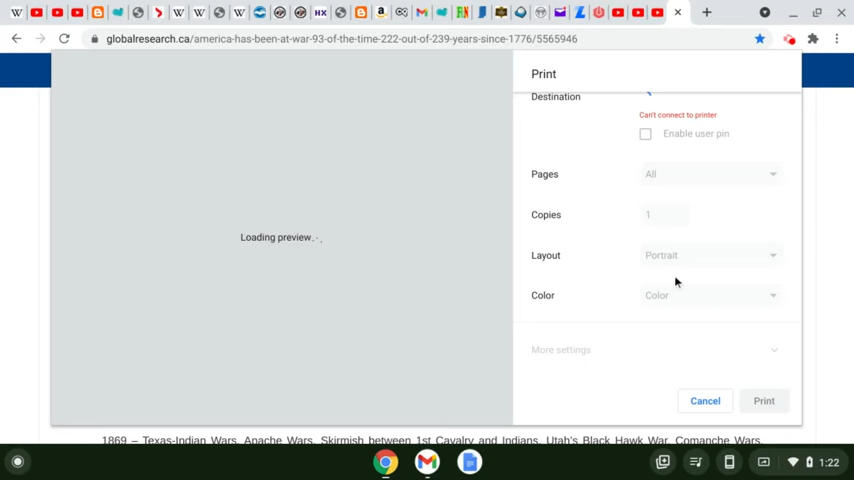 globalresearch.ca/america-has-been-at-war-93-of-the-time-222-out-of-239-years-since-1776/5565946
Print
Destination
Can't connect to printer
Enable user pin
Pages All
Loading preview...
Copies 1
Layout Portrait
Color Color
More settings
Cancel Print
1869 – Texas-Indian Wars, Apache Wars, Skirmish between 1st Cavalry and Indians, Utah's Black Hawk War, Comanche Wars,
1:22